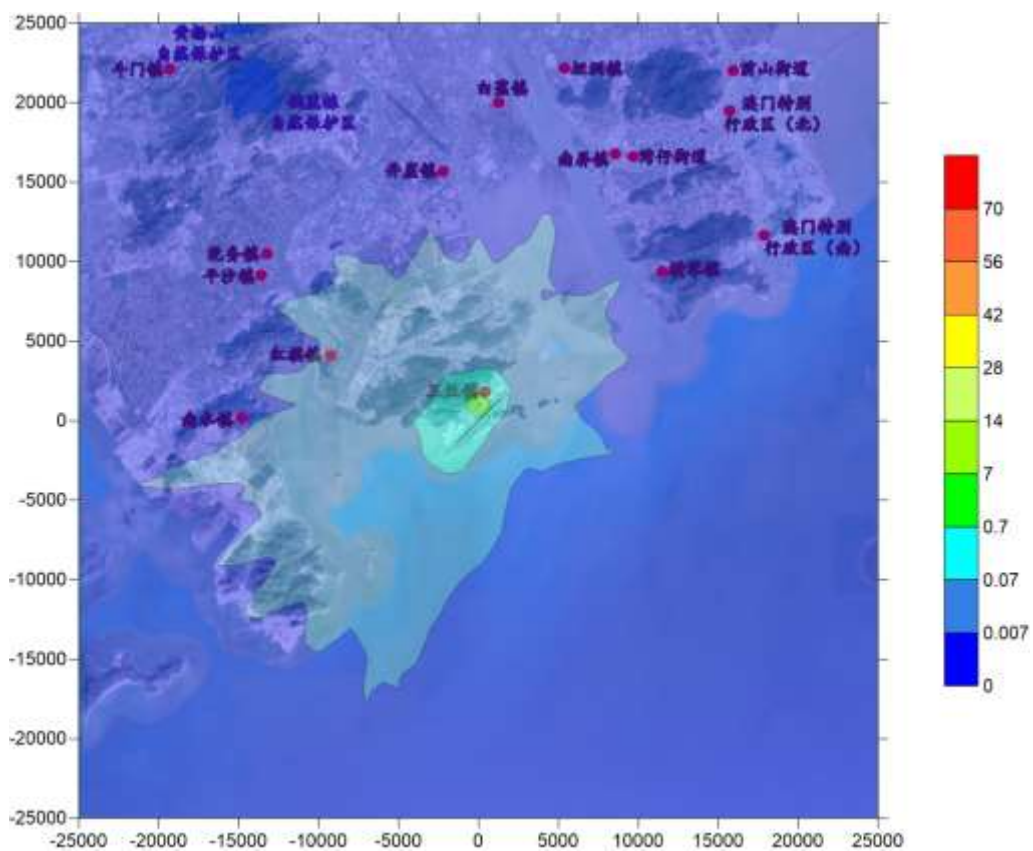 25000
20000
15000
10000
5000
0
-5000
-10000
-15000
-20000
-25000
黄杨山
自然保护区
斗门镇
自然保护区
白蕉镇
前山街道
澳门特别
行政区（北）
南屏镇
湾仔街道
井岸镇
澳门特别
行政区（南）
乾务镇
平沙镇
横琴镇
红旗镇
三灶镇
南水镇
-25000
-20000
-15000
-10000
-5000
0
5000
10000
15000
20000
25000
70
56
42
28
14
7
0.7
0.07
0.007
0